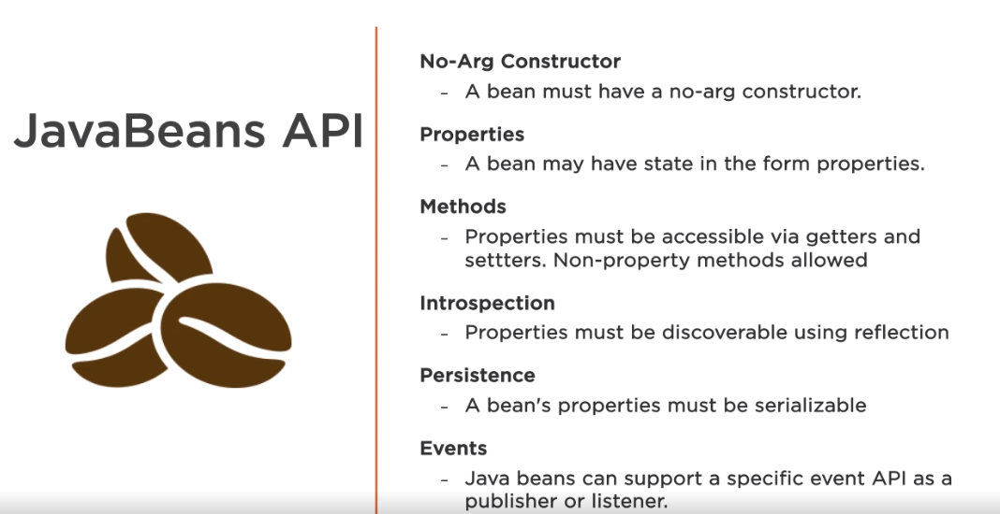 JavaBeans API
No-Arg Constructor
- A bean must have a no-arg constructor.
Properties
- A bean may have state in the form properties.
Methods
- Properties must be accessible via getters and
settters. Non-property methods allowed
Introspection
- Properties must be discoverable using reflection
Persistence
- A bean's properties must be serializable
Events
- Java beans can support a specific event API as a
publisher or listener.